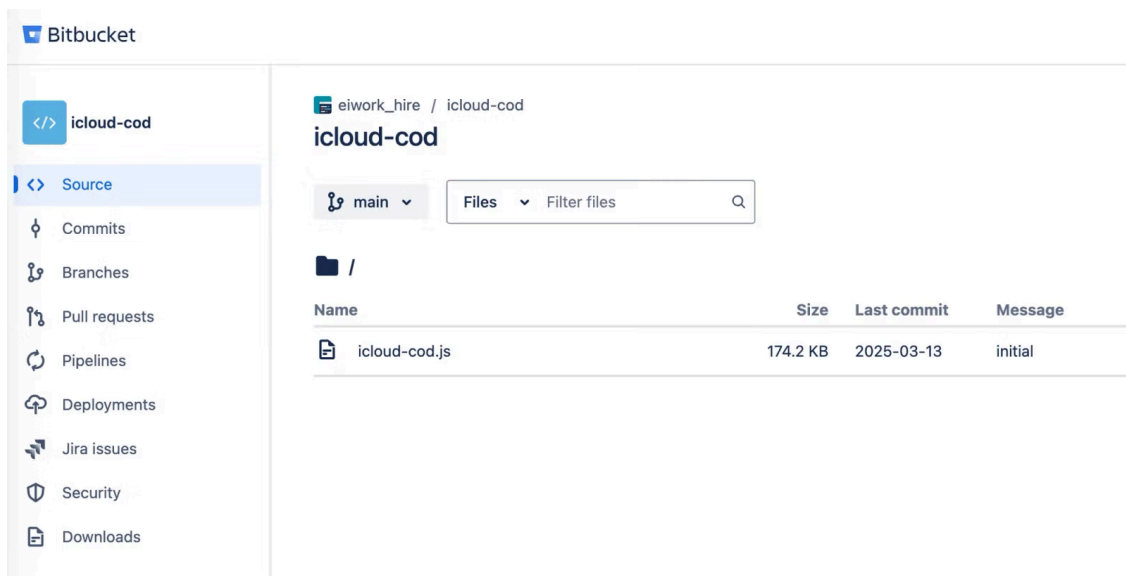 Bitbucket
icloud-cod
Source
Commits
Branches
Pull requests
Pipelines
Deployments
Jira issues
Security
Downloads
eiwork_hire / icloud-cod
icloud-cod
main
Files Filter files
/
Name Size Last commit Message
icloud-cod.js 174.2 KB 2025-03-13 initial